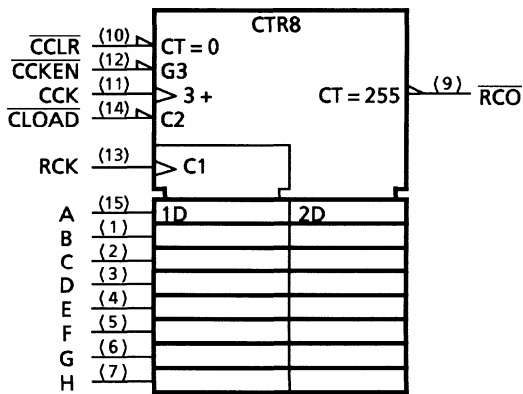 CTR8
CCLR (10) CT = 0
CCKEN (12) G3
CCK (11) 3 + CT = 255 (9) RCO
CLOAD (14) C2
RCK (13) C1
A (15) 1D 2D
B (1)
C (2)
D (3)
E (4)
F (5)
G (6)
H (7)